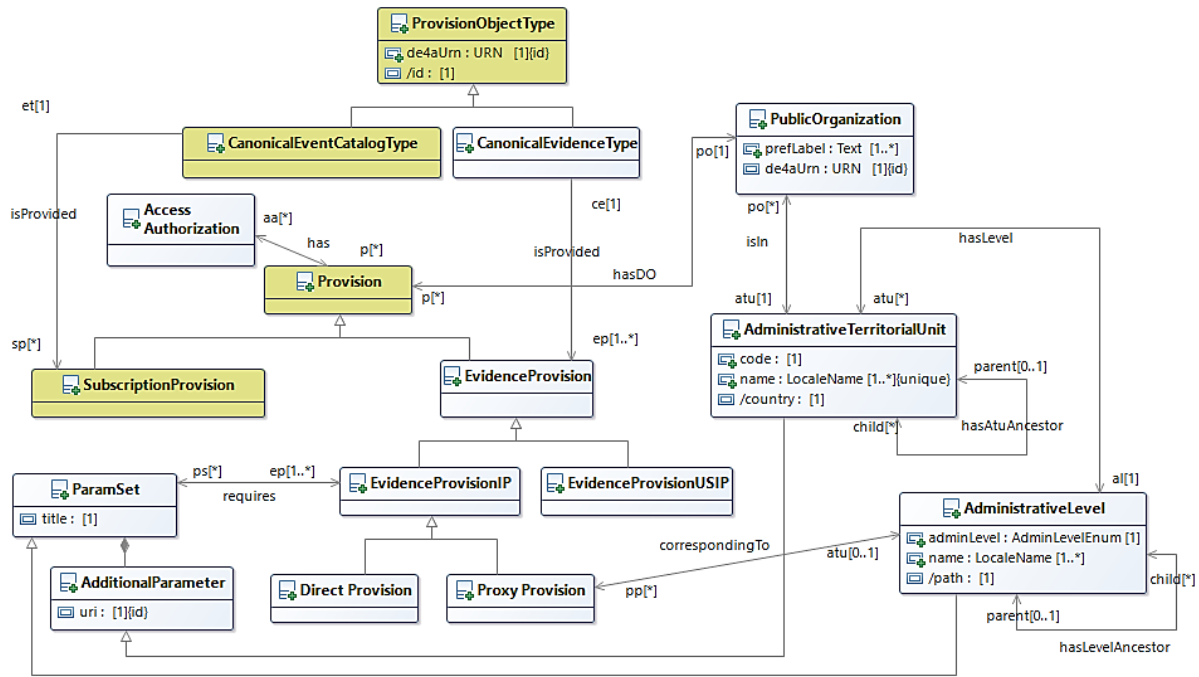 ProvisionObjectType
de4aUrn : URN [1]{id}
/id : [1]
et[1]
CanonicalEventCatalogType
CanonicalEvidenceType
PublicOrganization
prefLabel : Text [1..*]
de4aUrn : URN [1]{id}
po[1]
Access
Authorization
aa[*]
has
p[*]
isProvided
ce[1]
isProvided
po[*]
isIn
hasLevel
Provision
p[*]
hasDO
atu[1]
atu[*]
sp[*]
ep[1..*]
AdministrativeTerritorialUnit
code : [1]
name : LocaleName [1..*]{unique}
/country : [1]
parent[0..1]
child[*]
hasAtuAncestor
SubscriptionProvision
EvidenceProvision
ParamSet
title : [1]
ps[*]
ep[1..*]
requires
EvidenceProvisionIP
EvidenceProvisionUSIP
al[1]
AdministrativeLevel
adminLevel : AdminLevelEnum [1]
name : LocaleName [1..*]
/path : [1]
correspondingTo
atu[0..1]
AdditionalParameter
uri : [1]{id}
Direct Provision
Proxy Provision
pp[*]
child[*]
parent[0..1]
hasLevelAncestor